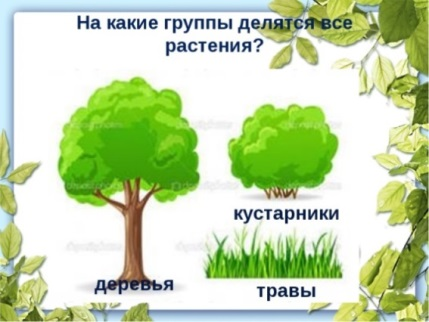 На какие группы делятся все
растения?
кустарники
деревья
травы